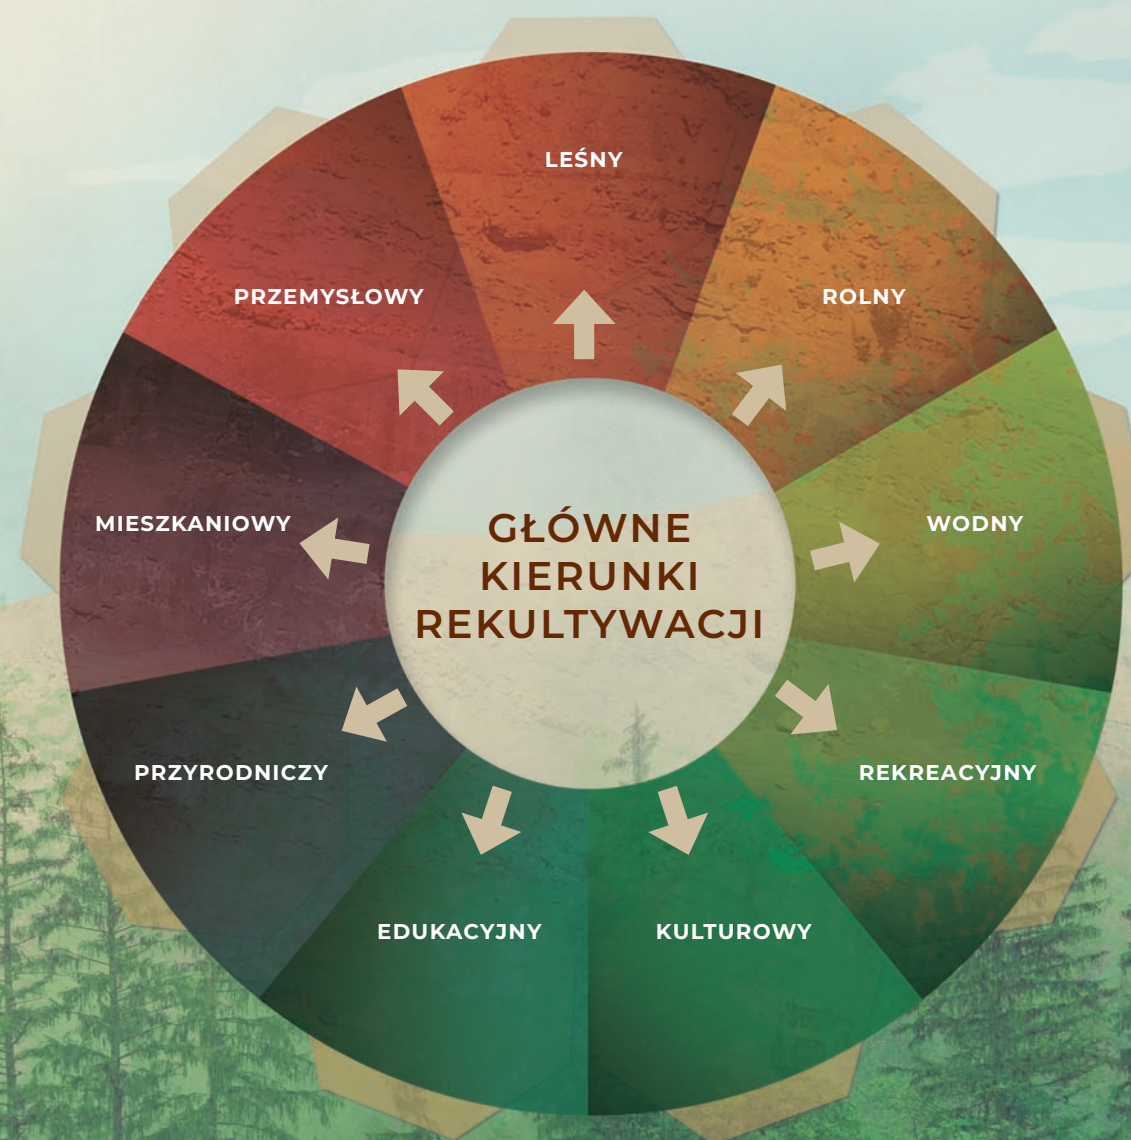 LEŚNY
PRZEMYSŁOWY
ROLNY
MIESZKANIOWY
WODNY
GŁÓWNE
KIERUNKI
REKULTYWACJI
PRZYRODNICZY
REKREACYJNY
EDUKACYJNY
KULTUROWY